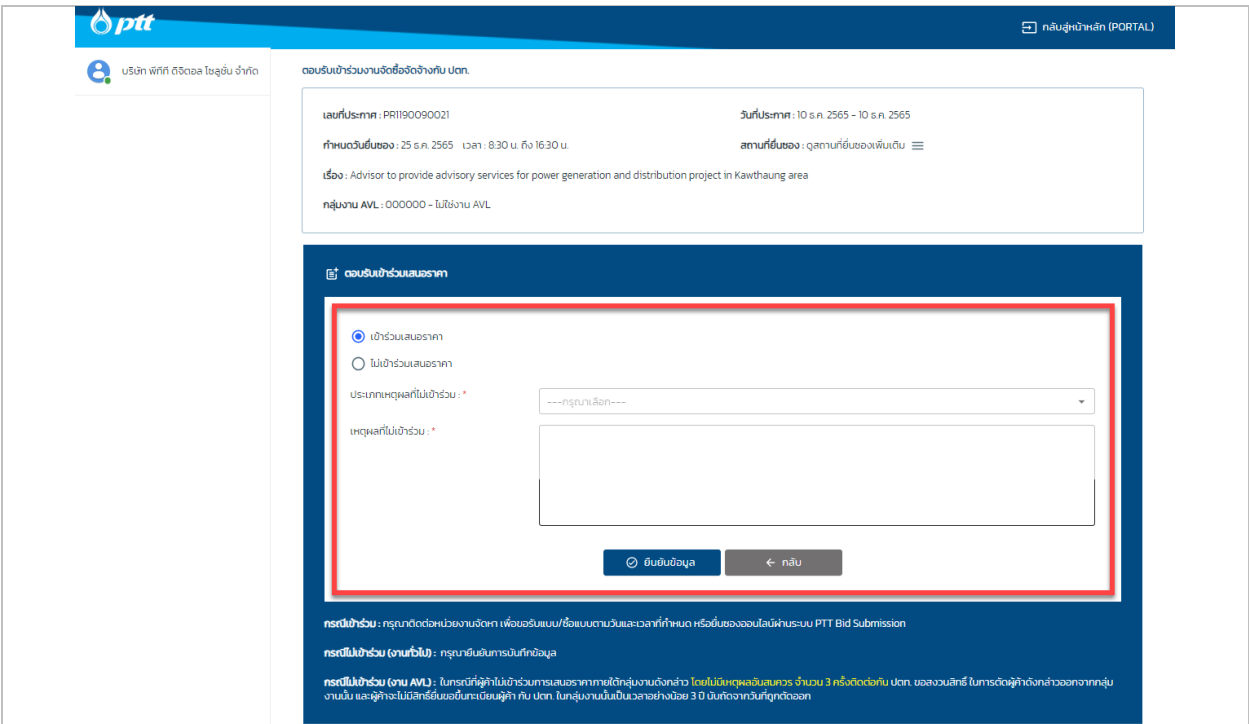 ptt
กลับสู่หน้าหลัก (PORTAL)
บริษัท พีทีที ดิจิตอล โซลูชั่น จำกัด
ตอบรับเข้าร่วมงานจัดซื้อจัดจ้างกับ ปตท.
เลขที่ประกาศ : PR1190090021
วันที่ประกาศ : 10 ธ.ค. 2565 - 10 ธ.ค. 2565
กำหนดวันยื่นซอง : 25 ธ.ค. 2565 เวลา : 8:30 น. ถึง 16:30 น.
สถานที่ยื่นซอง : ดูสถานที่ยื่นซองเพิ่มเติม
เรื่อง : Advisor to provide advisory services for power generation and distribution project in Kawthaung area
กลุ่มงาน AVL : 000000 - ไม่ใช่งาน AVL
ตอบรับเข้าร่วมเสนอราคา
เข้าร่วมเสนอราคา
ไม่เข้าร่วมเสนอราคา
ประเภทเหตุผลที่ไม่เข้าร่วม : *
---กรุณาเลือก---
เหตุผลที่ไม่เข้าร่วม : *
ยืนยันข้อมูล
กลับ
กรณีเข้าร่วม : กรุณาติดต่อหน่วยงานจัดหา เพื่อขอรับแบบ/ซื้อแบบตามวันและเวลาที่กำหนด หรือยื่นซองออนไลน์ผ่านระบบ PTT Bid Submission
กรณีไม่เข้าร่วม (งานทั่วไป) : กรุณายืนยันการบันทึกข้อมูล
กรณีไม่เข้าร่วม (งาน AVL) : ในกรณีที่ผู้ค้าไม่เข้าร่วมการเสนอราคาภายใต้กลุ่มงานดังกล่าว โดยไม่มีเหตุผลอันสมควร จำนวน 3 ครั้งติดต่อกัน ปตท. ขอสงวนสิทธิ์ ในการตัดผู้ค้าดังกล่าวออกจากกลุ่ม
งานนั้น และผู้ค้าจะไม่มีสิทธิ์ยื่นขอขึ้นทะเบียนผู้ค้า กับ ปตท. ในกลุ่มงานนั้นเป็นเวลาอย่างน้อย 3 ปี นับถัดจากวันที่ถูกตัดออก